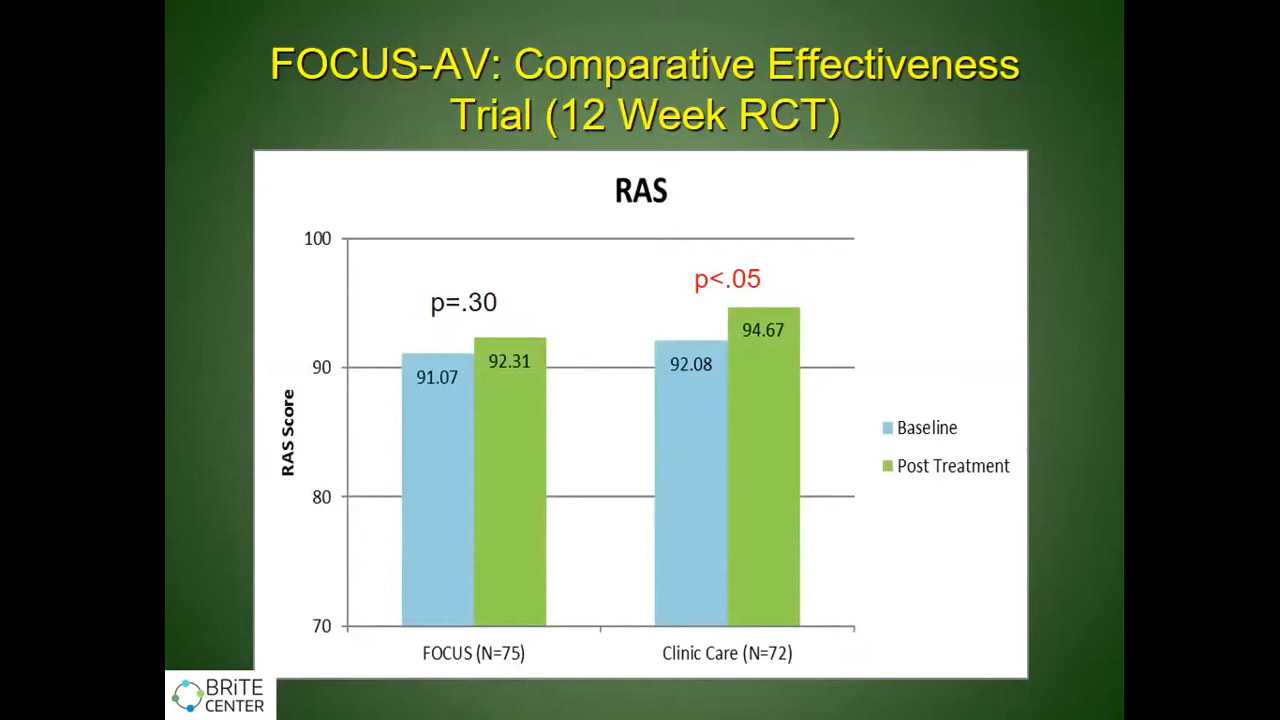 FOCUS-AV: Comparative Effectiveness
Trial (12 Week RCT)
RAS
100
90
80
70
RAS Score
p=.30
p<.05
91.07
92.31
92.08
94.67
Baseline
Post Treatment
FOCUS (N=75)
Clinic Care (N=72)
BRiTE
CENTER